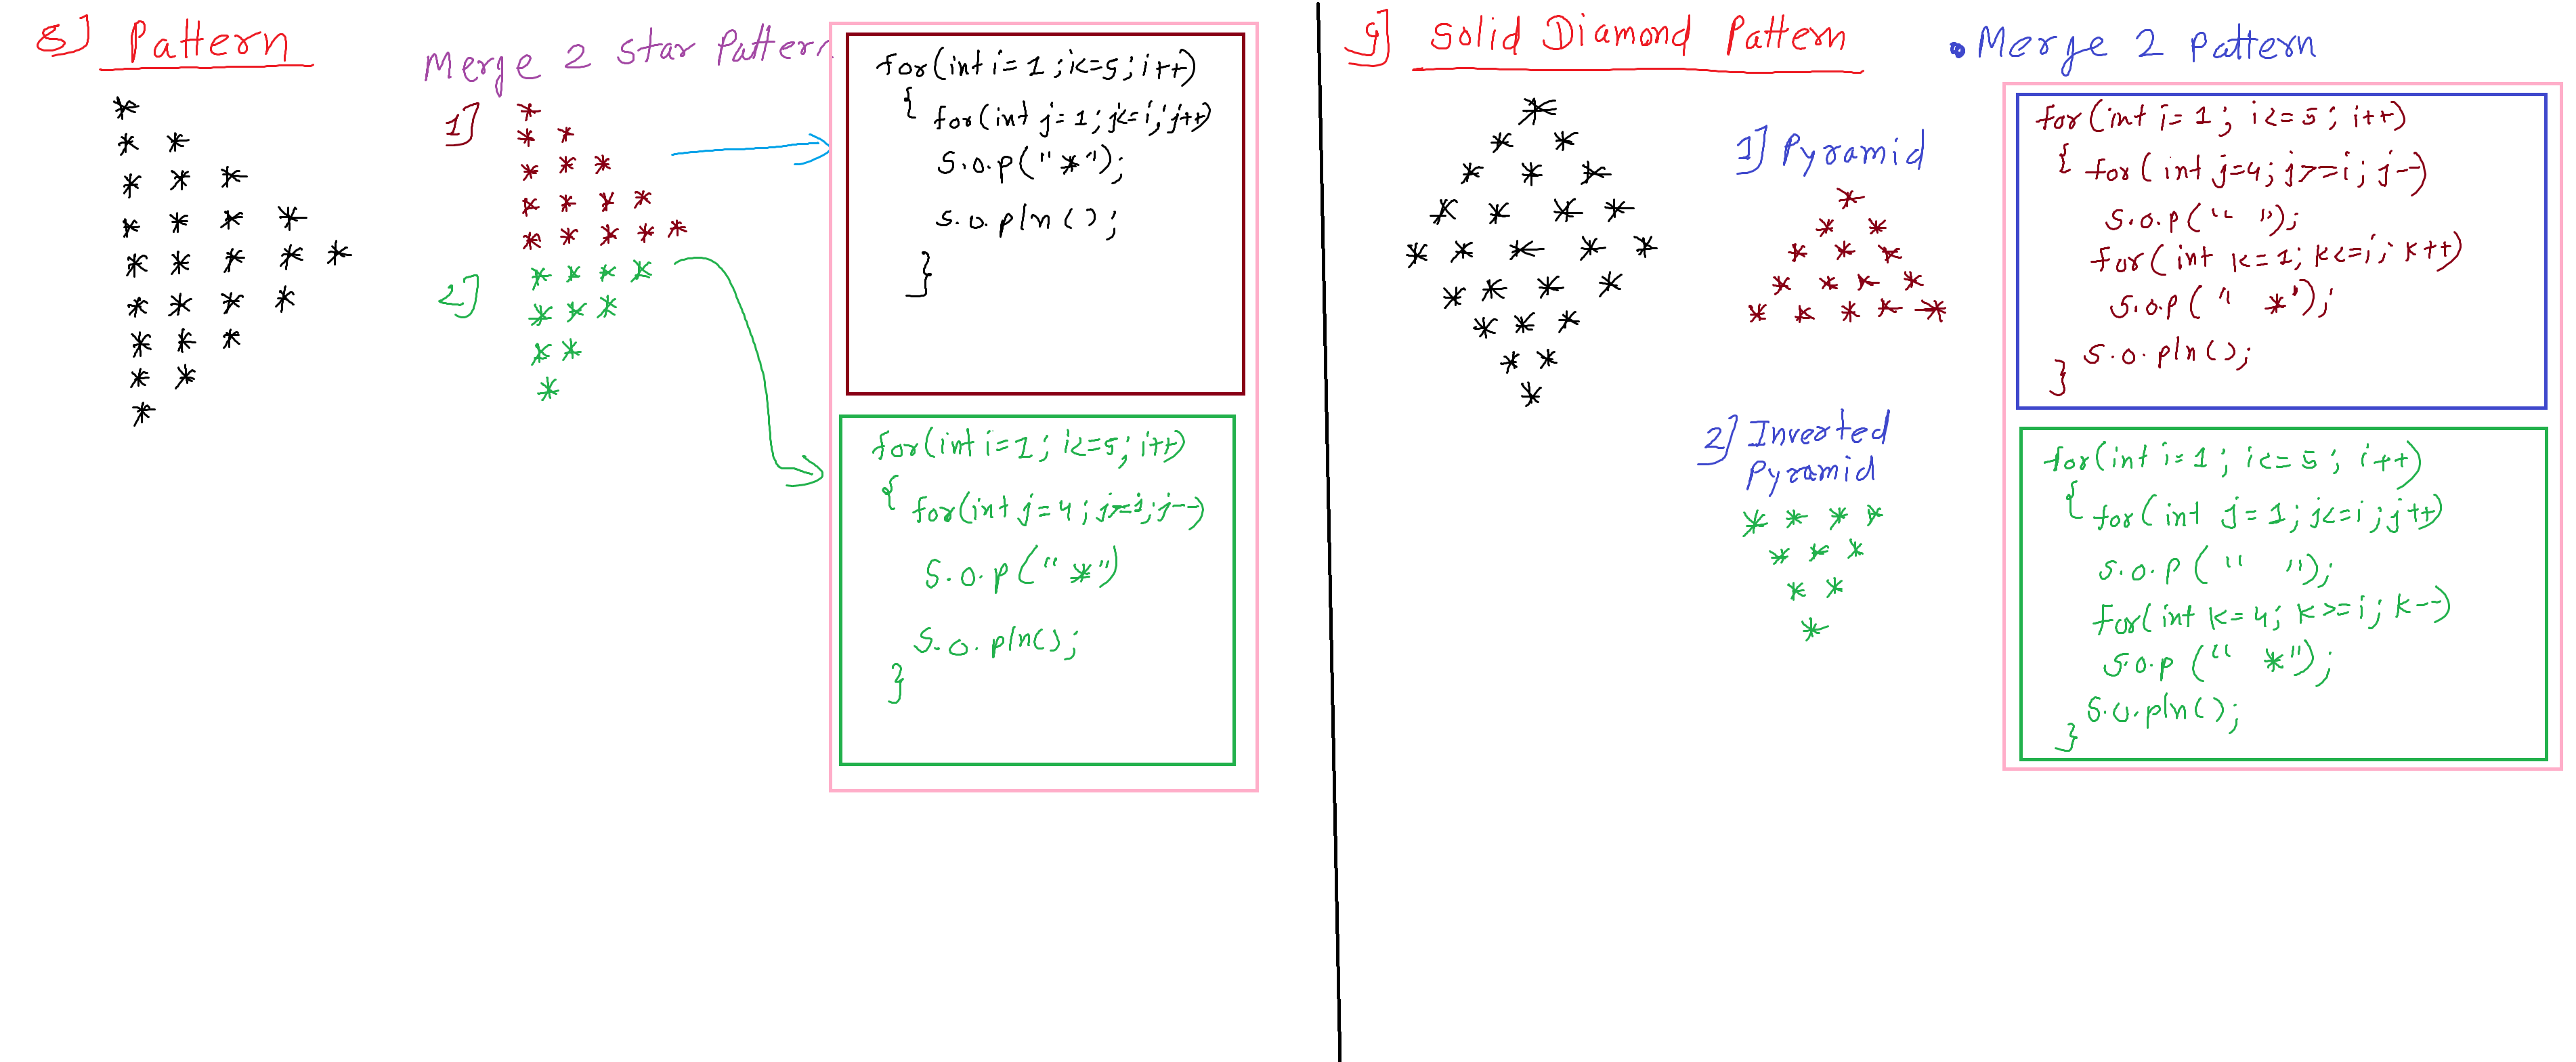 8] Pattern
*
* *
* * *
* * * *
* * * * *
* * * *
* * *
* *
*
Merge 2 Star Pattern
1]
*
* *
* * *
* * * *
* * * * *
2]
* * * *
* * *
* *
*
for(int i=1;i<=5;i++)
{ for(int j=1;j<=i;j++)
S.o.p(" *");
S.o.pln();
}
for(int i=1;i<=5;i++)
{ for(int j=4;j>=i;j--)
S.o.p(" *")
S.o.pln();
}
9] Solid Diamond Pattern
*
* *
* * *
* * * *
* * * * *
* * * *
* * *
* *
*
• Merge 2 pattern
1] Pyramid
*
* *
* * *
* * * *
* * * * *
2] Inverted
Pyramid
* * * *
* * *
* *
*
for(int i=1; i<=5; i++)
{ for(int j=4;j>=i;j--)
S.o.p(" ");
for(int k=1;k<=i;k++)
S.o.p(" *");
S.o.pln();
}
for(int i=1; i<=5; i++)
{ for(int j=1;j<=i;j++)
S.o.p(" ");
for(int k=4;k>=i;k--)
S.o.p(" *");
S.o.pln();
}